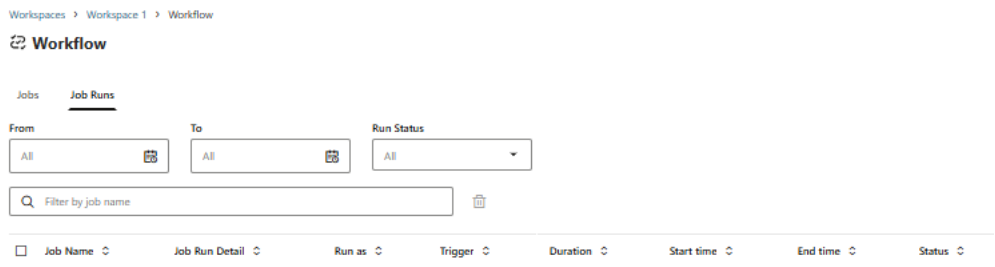 Workspaces > Workspace 1 > Workflow
Workflow
Jobs Job Runs
From To Run Status
All All All
Filter by job name
Job Name Job Run Detail Run as Trigger Duration Start time End time Status